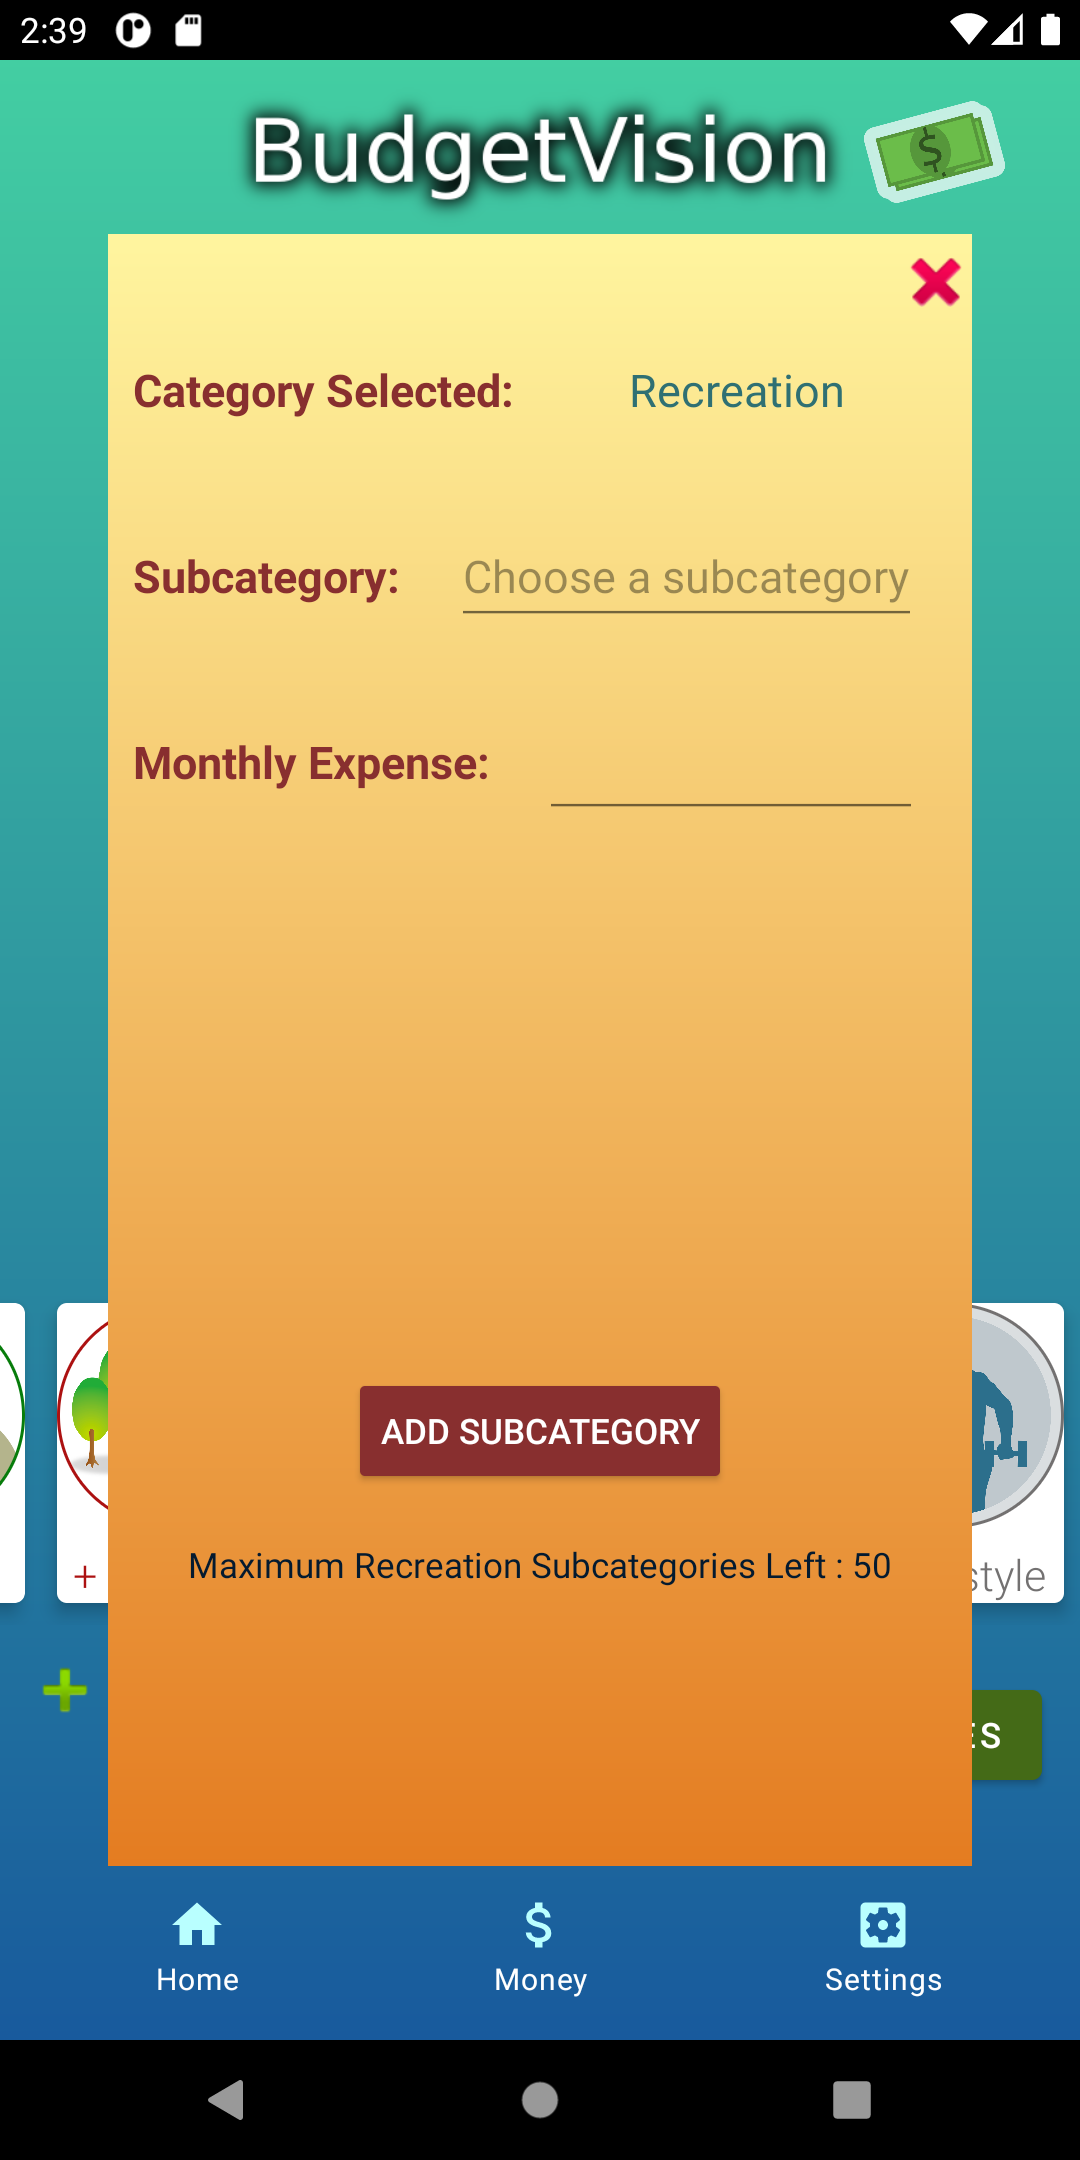 2:39
BudgetVision
Category Selected: Recreation
Subcategory: Choose a subcategory
Monthly Expense:
ADD SUBCATEGORY
Maximum Recreation Subcategories Left : 50
+
style
ES
Home Money Settings